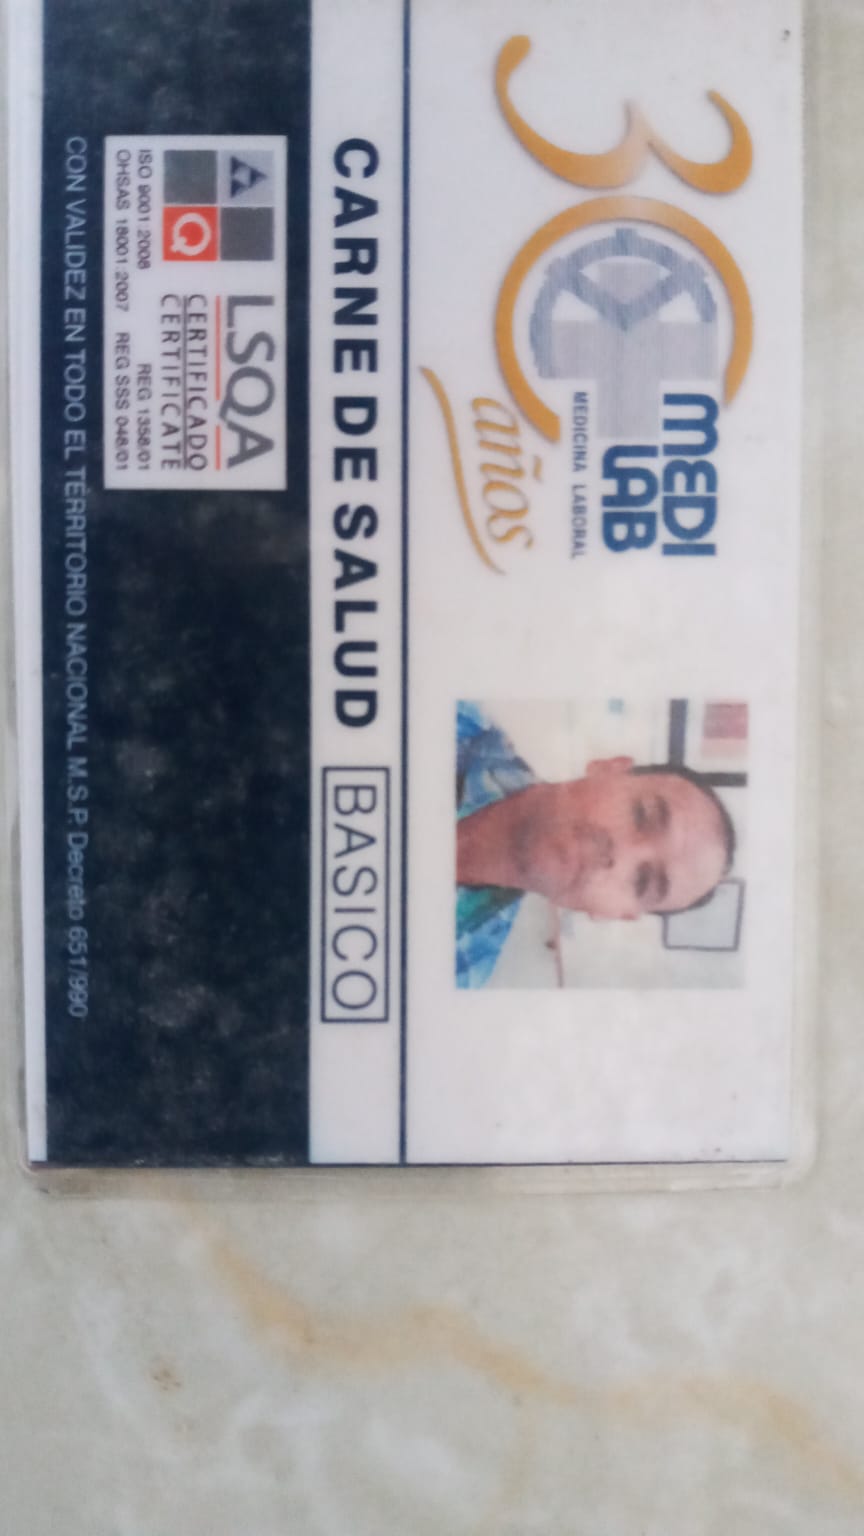 30
años
MEDI
LAB
MEDICINA LABORAL
CARNE DE SALUD BASICO
LSQA
CERTIFICADO
CERTIFICATE
Q
ISO 9001:2008 REG 1358/01
OHSAS 18001:2007 REG SSS 048/01
CON VALIDEZ EN TODO EL TERRITORIO NACIONAL M.S.P. Decreto 651/990